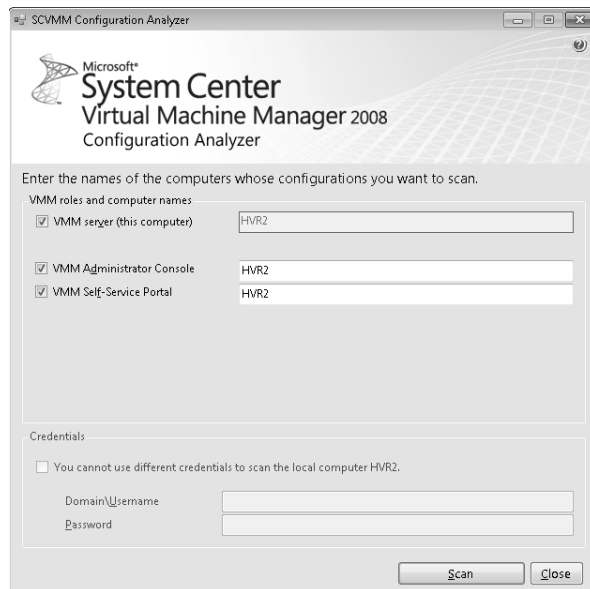 SCVMM Configuration Analyzer
Microsoft®
System Center
Virtual Machine Manager 2008
Configuration Analyzer
Enter the names of the computers whose configurations you want to scan.
VMM roles and computer names
VMM server (this computer) HVR2
VMM Administrator Console HVR2
VMM Self-Service Portal HVR2
Credentials
You cannot use different credentials to scan the local computer HVR2.
Domain\Username
Password
Scan Close